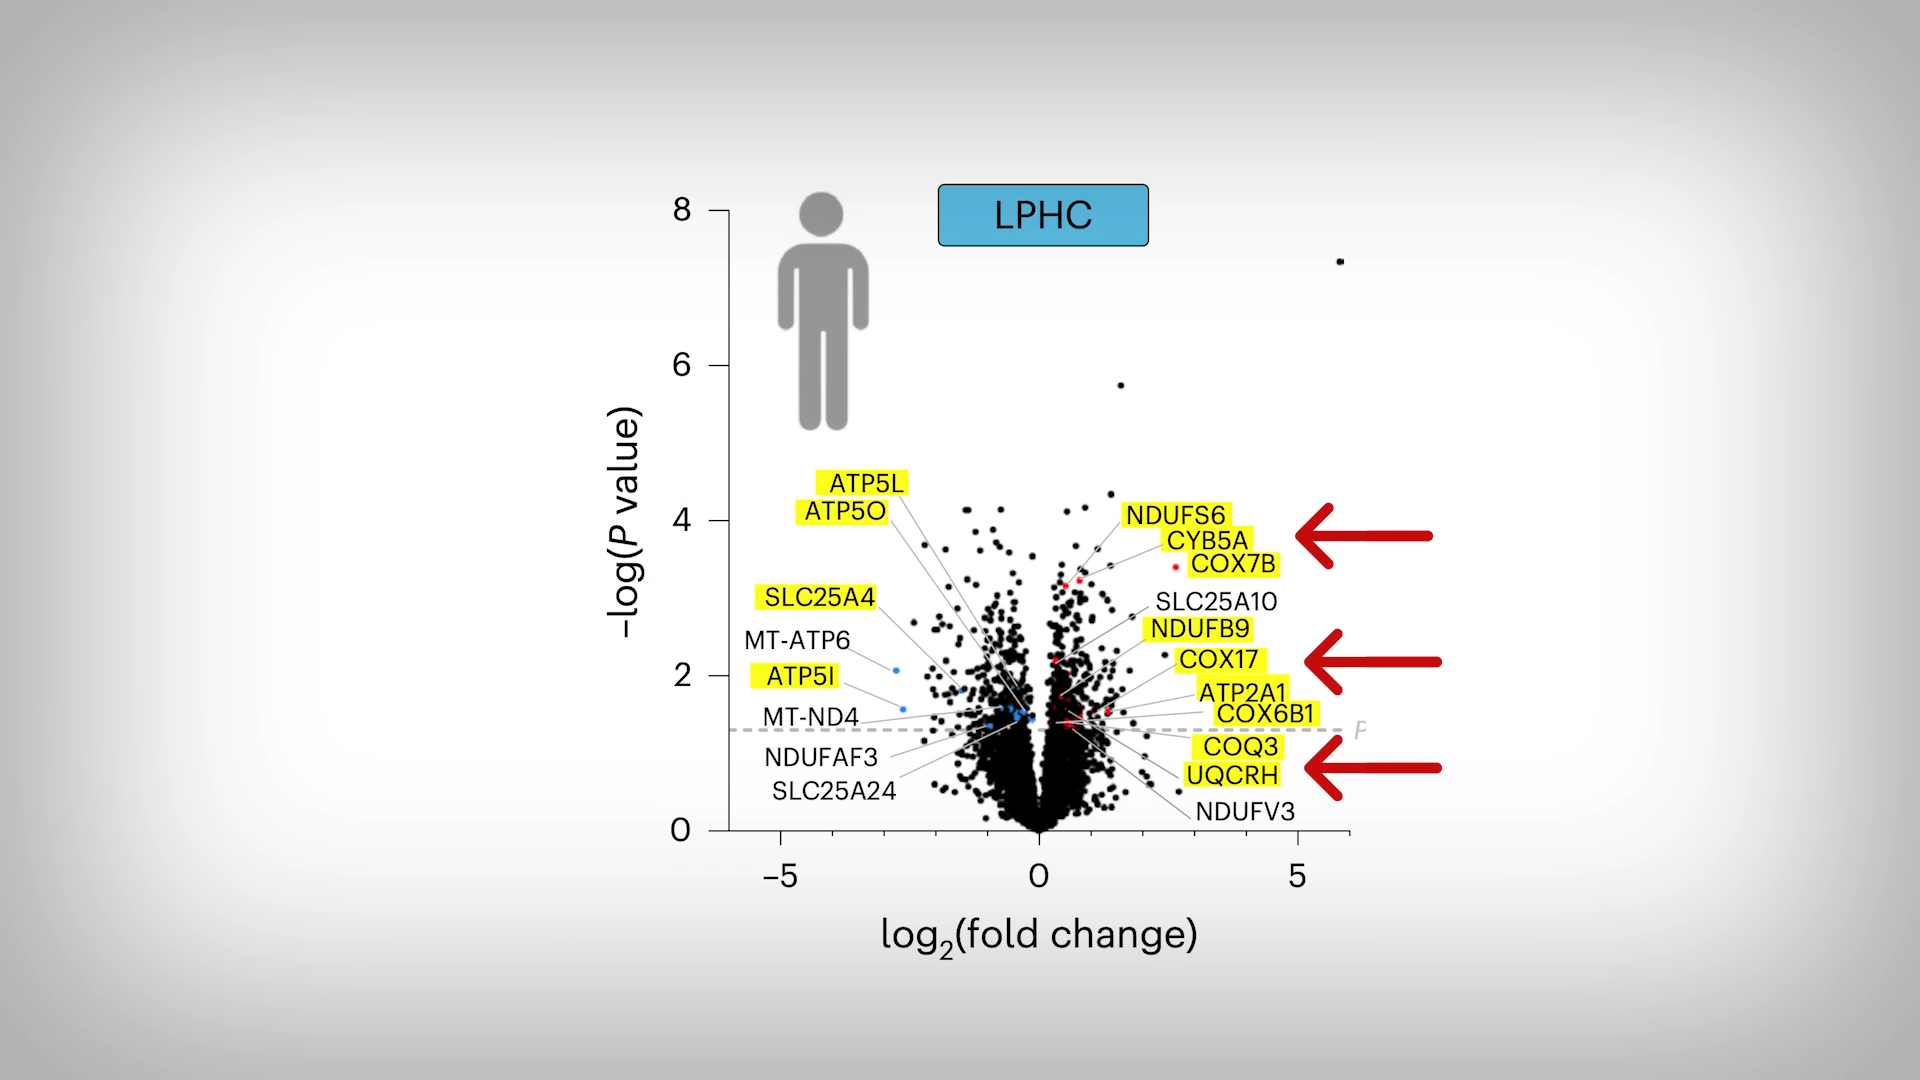 LPHC
8
6
4
2
0
–log(P value)
ATP5L
ATP5O
SLC25A4
MT-ATP6
ATP5I
MT-ND4
NDUFAF3
SLC25A24
NDUFS6
CYB5A
COX7B
SLC25A10
NDUFB9
COX17
ATP2A1
COX6B1
P
COQ3
UQCRH
NDUFV3
–5
0
5
log2(fold change)